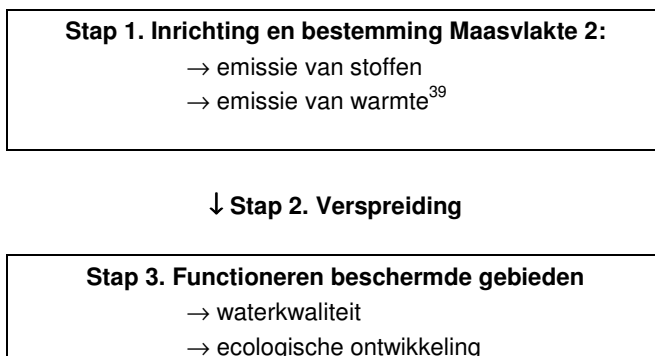 Stap 1. Inrichting en bestemming Maasvlakte 2:
→ emissie van stoffen
→ emissie van warmte³⁹
↓ Stap 2. Verspreiding
Stap 3. Functioneren beschermde gebieden
→ waterkwaliteit
→ ecologische ontwikkeling